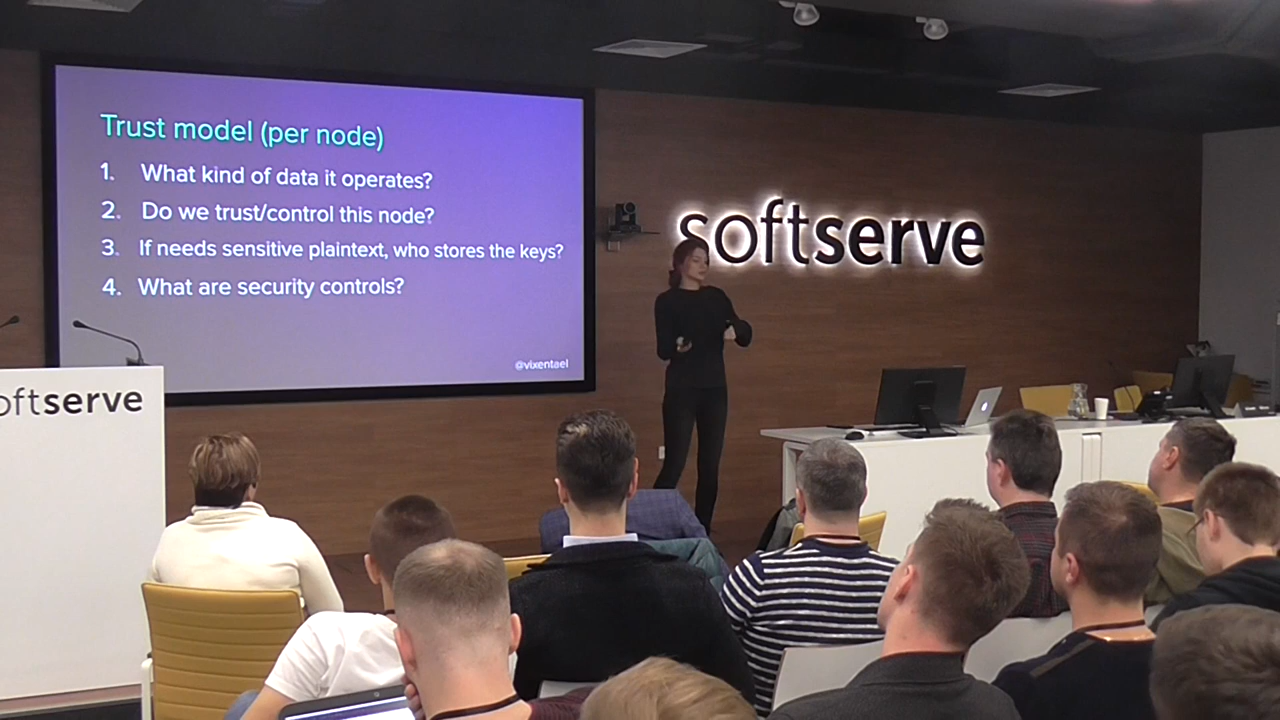 Trust model (per node)
1. What kind of data it operates?
2. Do we trust/control this node?
3. If needs sensitive plaintext, who stores the keys?
4. What are security controls?
@vixentael
softserve
oftserve